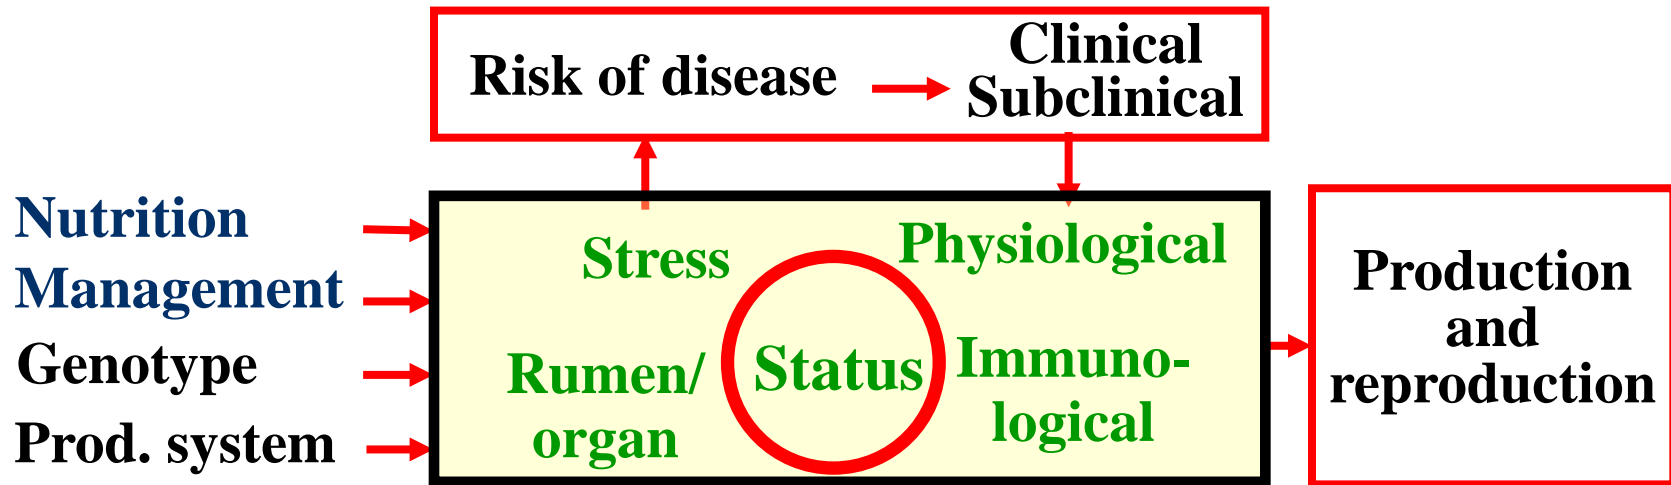 Risk of disease
Clinical
Subclinical
Nutrition
Management
Genotype
Prod. system
Stress
Physiological
Rumen/
organ
Status
Immuno-
logical
Production
and
reproduction